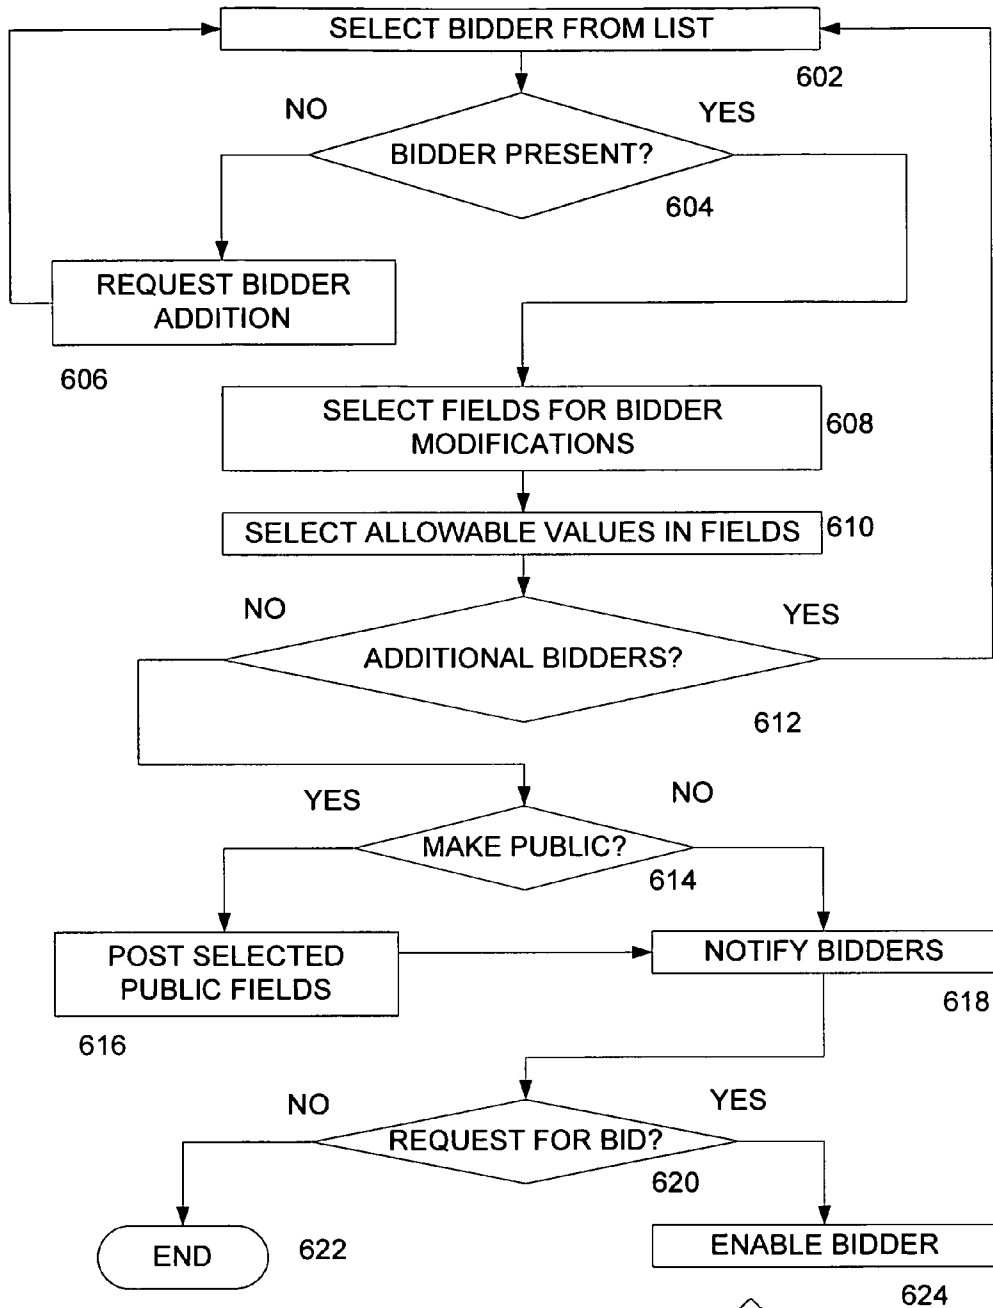 SELECT BIDDER FROM LIST
602
NO
YES
BIDDER PRESENT?
604
REQUEST BIDDER
ADDITION
606
SELECT FIELDS FOR BIDDER
MODIFICATIONS
608
SELECT ALLOWABLE VALUES IN FIELDS
610
NO
YES
ADDITIONAL BIDDERS?
612
YES
NO
MAKE PUBLIC?
614
POST SELECTED
PUBLIC FIELDS
616
NOTIFY BIDDERS
618
NO
YES
REQUEST FOR BID?
620
END
622
ENABLE BIDDER
624